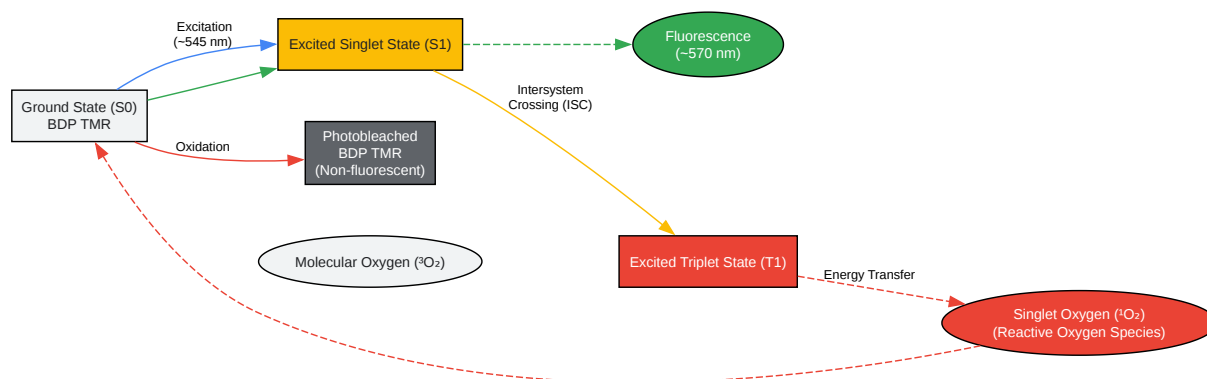 Excitation
(~545 nm)
Excited Singlet State (S1)
Fluorescence
(~570 nm)
Ground State (S0)
BDP TMR
Intersystem
Crossing (ISC)
Oxidation
Photobleached
BDP TMR
(Non-fluorescent)
Molecular Oxygen (³O₂)
Excited Triplet State (T1)
Energy Transfer
Singlet Oxygen (¹O₂)
(Reactive Oxygen Species)